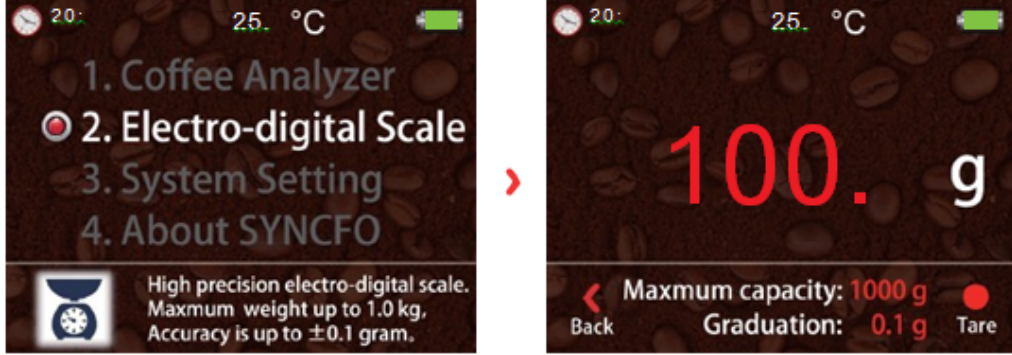 20:
25. °C
1. Coffee Analyzer
2. Electro-digital Scale
3. System Setting
4. About SYNCFO
High precision electro-digital scale.
Maxmum weight up to 1.0 kg,
Accuracy is up to ±0.1 gram.
›
20:
25. °C
100. g
Maxmum capacity: 1000 g
Graduation: 0.1 g
Back
Tare